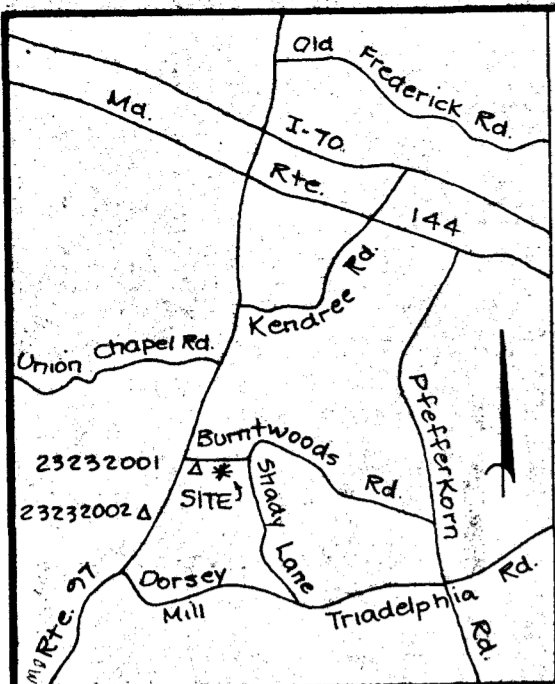 Old Frederick Rd.
I-70
Md. Rte. 144
Kendree Rd.
Union Chapel Rd.
Pfefferkorn Rd.
Burntwoods Rd.
23232001
SITE
23232002
Shady Lane
Dorsey Mill
Triadelphia Rd.
MD Rte. 97